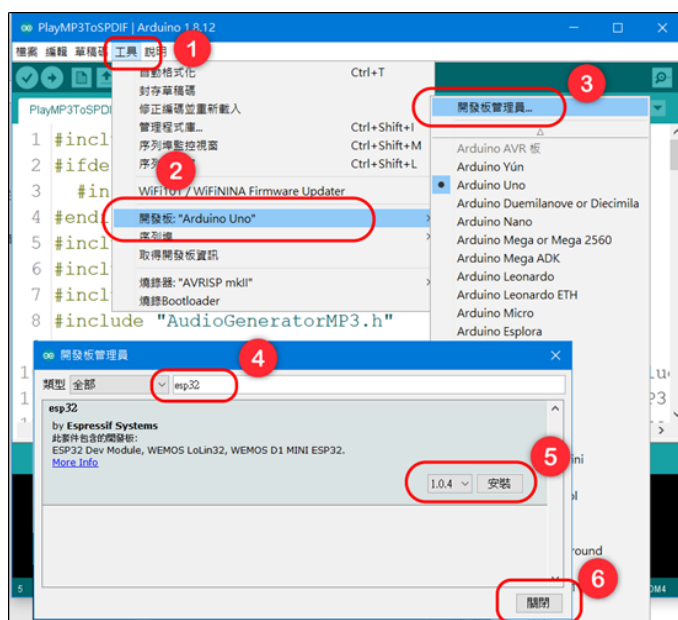 PlayMP3ToSPDIF | Arduino 1.8.12
檔案 編輯 草稿碼 工具 說明
1
自動格式化 Ctrl+T
封存草稿碼
修正編碼並重新載入
管理程式庫... Ctrl+Shift+I
序列埠監控視窗 Ctrl+Shift+M
Ctrl+Shift+L
2
WiFi101 / WiFiNINA Firmware Updater
開發板: "Arduino Uno"
序列埠
取得開發板資訊
燒錄器: "AVRISP mkII"
燒錄Bootloader
3
開發板管理員...
Arduino AVR 板
Arduino Yún
Arduino Uno
Arduino Duemilanove or Diecimila
Arduino Nano
Arduino Mega or Mega 2560
Arduino Mega ADK
Arduino Leonardo
Arduino Leonardo ETH
Arduino Micro
Arduino Esplora
PlayMP3ToSPDI
1 #incl
2 #ifde
3 #in
4 #endi
5 #incl
6 #incl
7 #incl
8 #include "AudioGeneratorMP3.h"
開發板管理員
4
類型 全部 esp32
esp32
by Espressif Systems
此套件包含的開發板:
ESP32 Dev Module, WEMOS LoLin32, WEMOS D1 MINI ESP32.
More Info
5
1.0.4 安裝
6
關閉